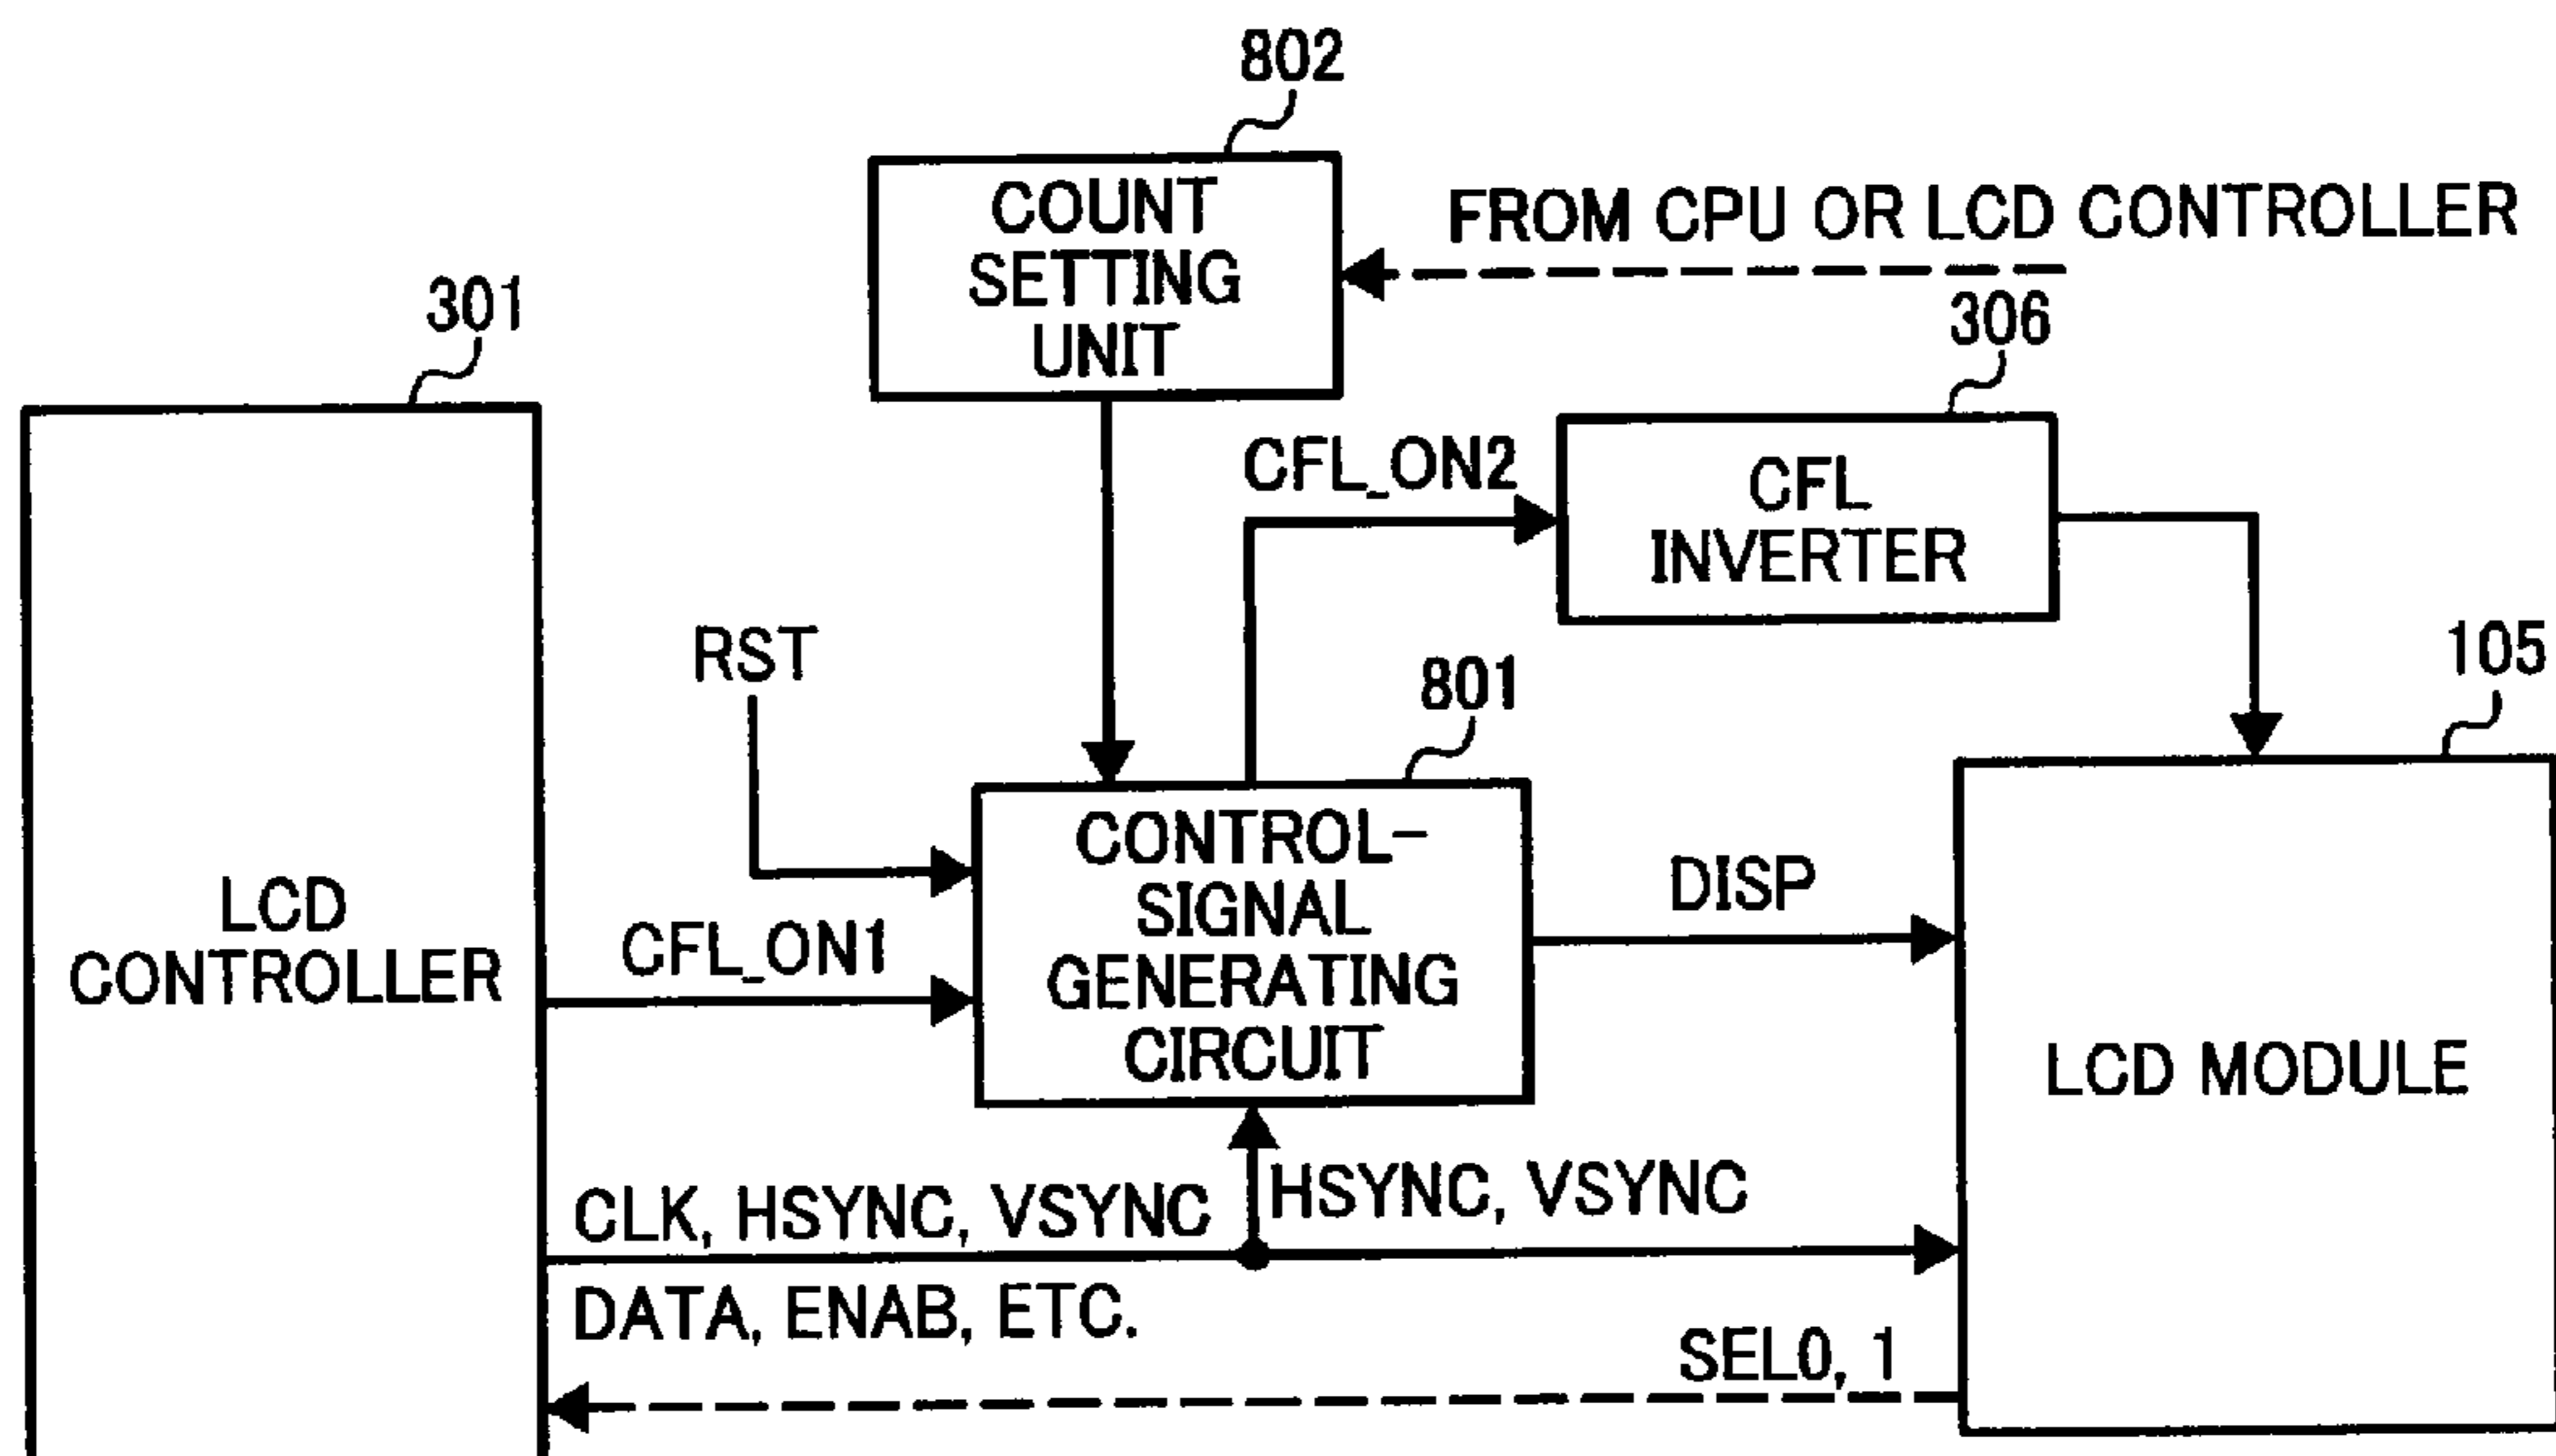 802
COUNT
SETTING
UNIT
FROM CPU OR LCD CONTROLLER
301
306
CFL_ON2
CFL
INVERTER
RST
801
105
CONTROL-
SIGNAL
GENERATING
CIRCUIT
DISP
LCD
CONTROLLER
CFL_ON1
LCD MODULE
CLK, HSYNC, VSYNC
HSYNC, VSYNC
DATA, ENAB, ETC.
SEL0, 1